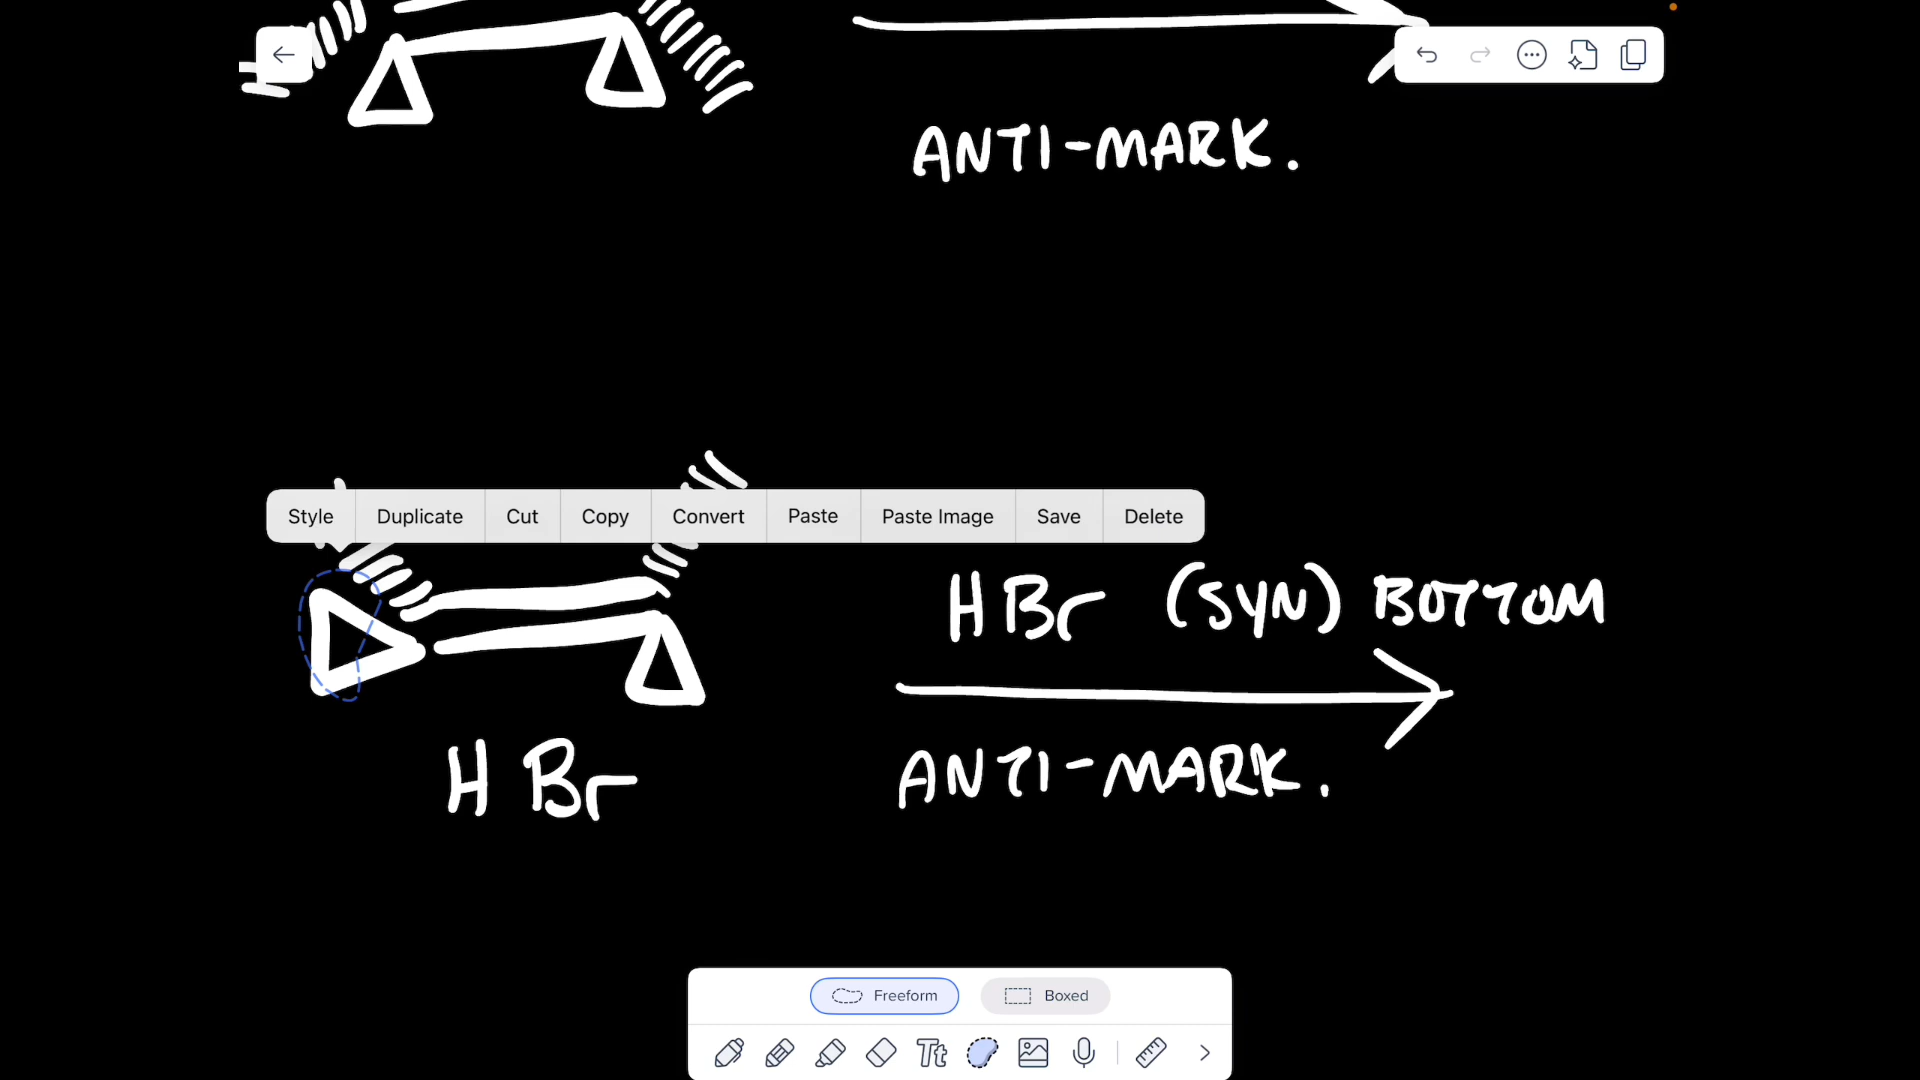 ANTI-MARK.
Style Duplicate Cut Copy Convert Paste Paste Image Save Delete
HBr (SYN) BOTTOM
H Br
ANTI-MARK.
Freeform Boxed
Tt